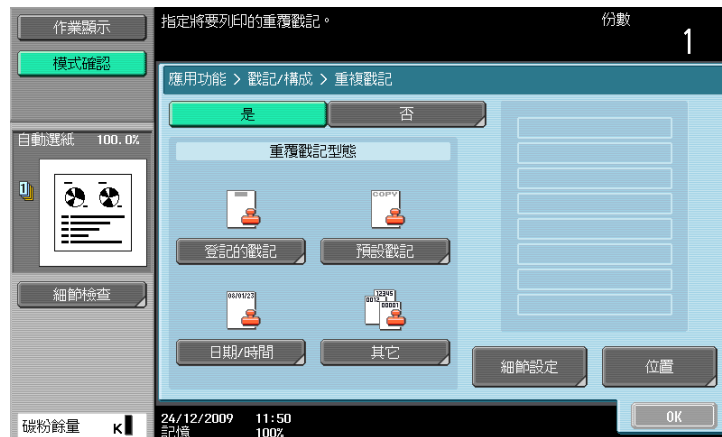 作業顯示
模式確認
指定將要列印的重覆戳記。
份數
1
應用功能 > 戳記/構成 > 重複戳記
是
否
自動選紙 100.0%
重覆戳記型態
COPY
登記的戳記
預設戳記
細節檢查
08/01/23
12345
0012
00001
日期/時間
其它
細節設定
位置
OK
碳粉餘量 K
24/12/2009 11:50
記憶 100%